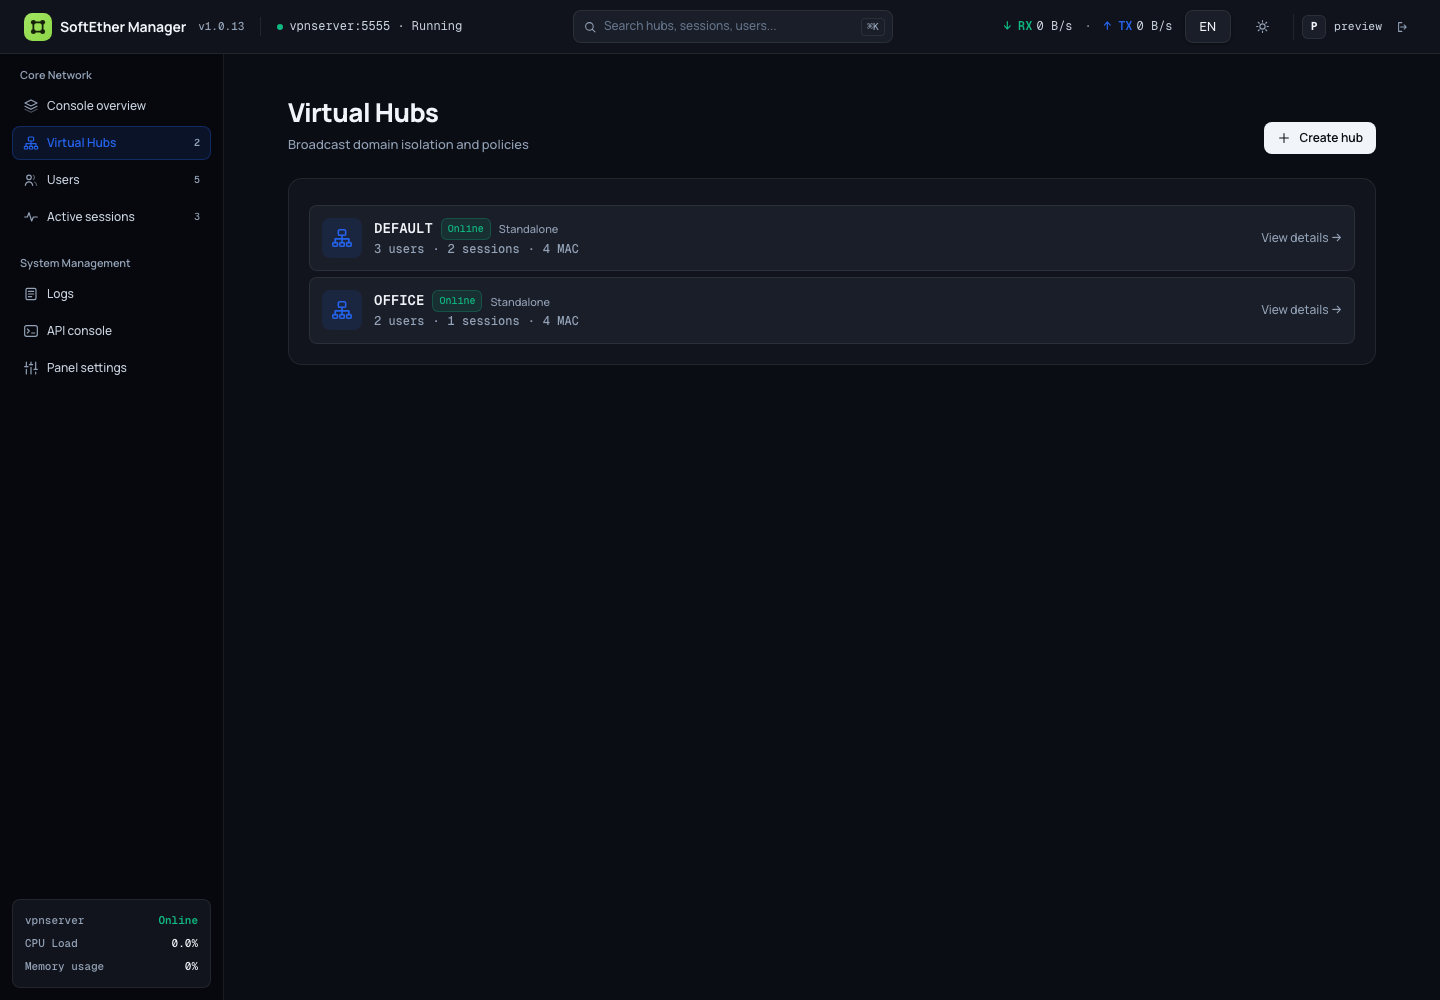 SoftEther Manager v1.0.13 vpnserver:5555 · Running Search hubs, sessions, users... ⌘K ↓ RX 0 B/s · ↑ TX 0 B/s EN P preview
Core Network
Console overview
Virtual Hubs 2
Users 5
Active sessions 3
System Management
Logs
API console
Panel settings
vpnserver Online
CPU Load 0.0%
Memory usage 0%
Virtual Hubs
Broadcast domain isolation and policies
Create hub
DEFAULT Online Standalone
3 users · 2 sessions · 4 MAC
View details →
OFFICE Online Standalone
2 users · 1 sessions · 4 MAC
View details →